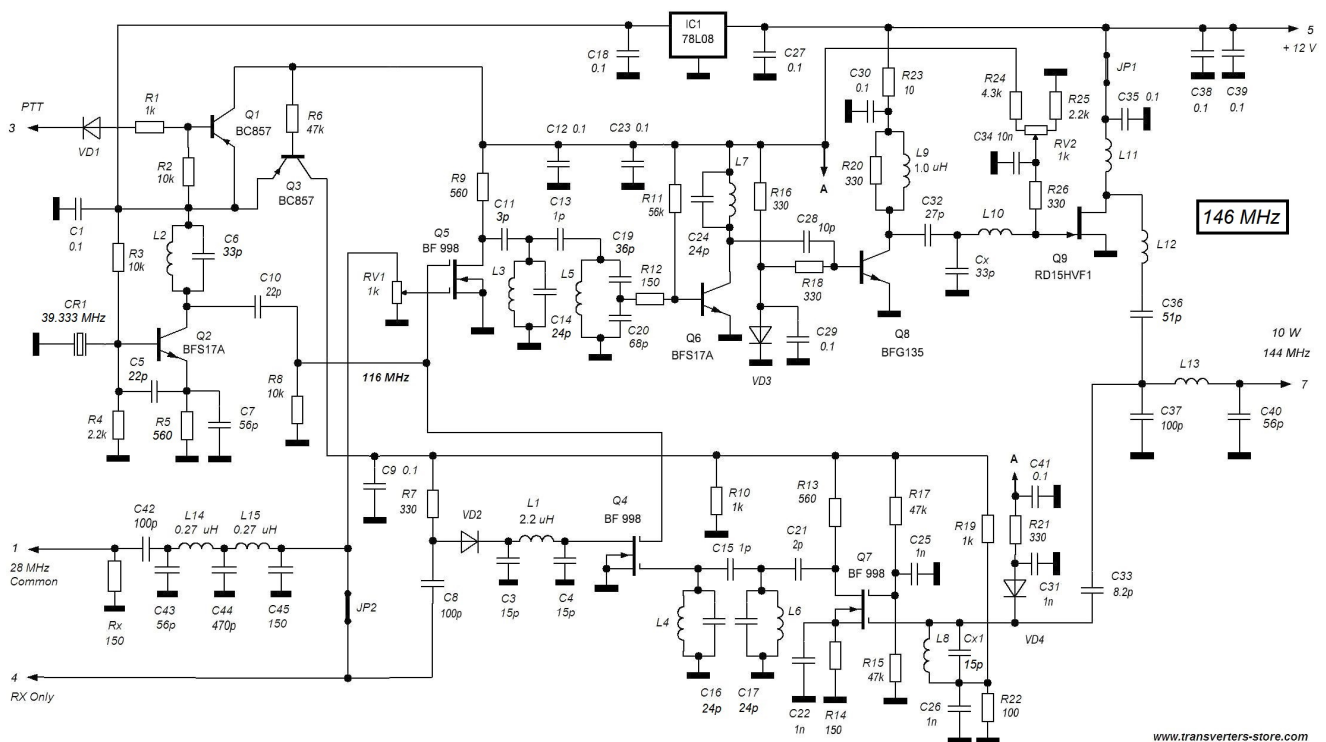 IC1
78L08
5
+ 12 V
C18
0.1
C27
0.1
C30
0.1
R23
10
R24
4.3k
R25
2.2k
JP1
C35 0.1
C38
0.1
C39
0.1
PTT
3
VD1
R1
1k
Q1
BC857
R6
47k
R2
10k
Q3
BC857
C12 0.1
C23 0.1
L7
A
R20
330
L9
1.0 uH
C34 10n
RV2
1k
L11
R9
560
C11
3p
C13
1p
R11
56k
R16
330
C1
0.1
L2
C6
33p
R3
10k
Q5
BF 998
C19
36p
C24
24p
C28
10p
C32
27p
L10
R26
330
146 MHz
L12
C10
22p
RV1
1k
L3
L5
R12
150
R18
330
Cx
33p
Q9
RD15HVF1
CR1
39.333 MHz
Q2
BFS17A
C14
24p
C20
68p
Q6
BFS17A
C29
0.1
Q8
BFG135
C36
51p
10 W
144 MHz
C5
22p
116 MHz
VD3
L13
7
R4
2.2k
R5
560
C7
56p
R8
10k
C37
100p
C40
56p
C9 0.1
R7
330
VD2
L1
2.2 uH
Q4
BF 998
R10
1k
R13
560
R17
47k
A
C41
0.1
R19
1k
R21
330
C42
100p
L14
0.27 uH
L15
0.27 uH
C15 1p
C21
2p
Q7
BF 998
C25
1n
C31
1n
C33
8.2p
1
28 MHz
Common
C43
56p
C44
470p
C45
150
JP2
C8
100p
C3
15p
C4
15p
Rx
150
L4
L6
L8
Cx1
15p
VD4
R15
47k
C16
24p
C17
24p
C22
1n
R14
150
C26
1n
R22
100
4
RX Only
www.transverters-store.com